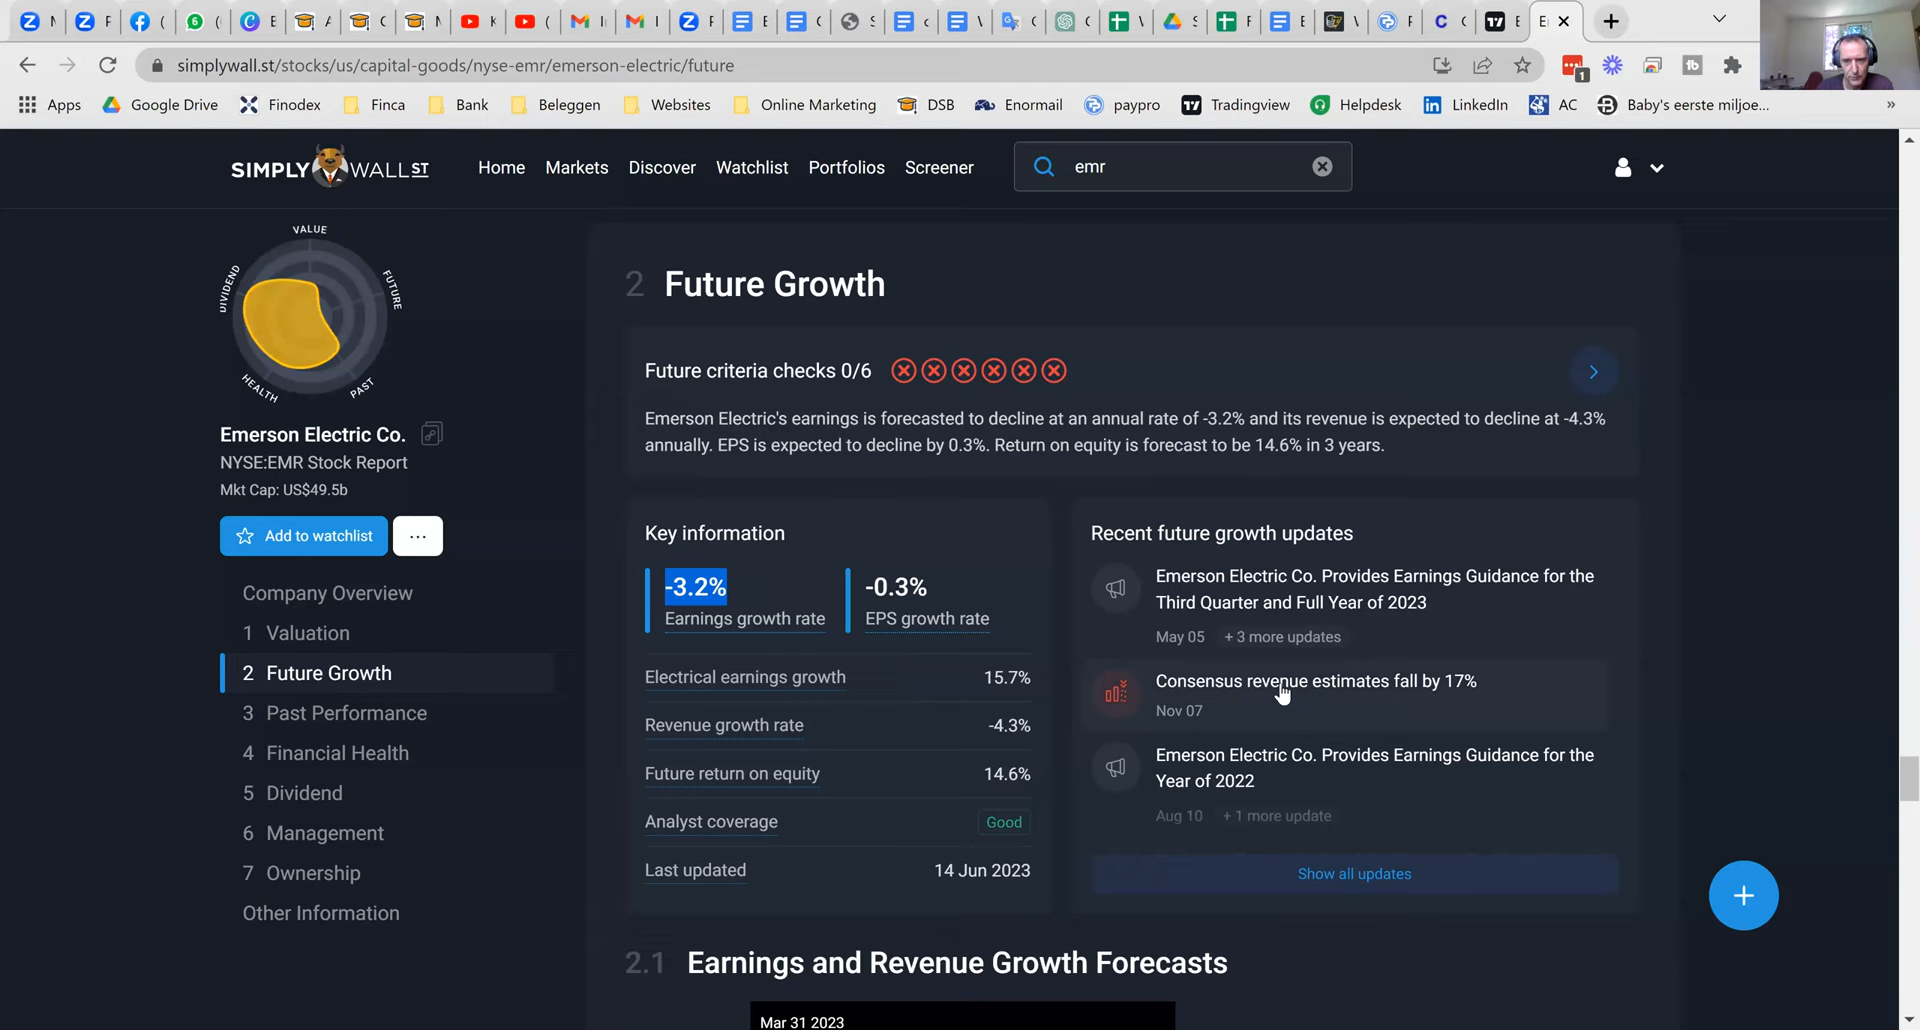 simplywall.st/stocks/us/capital-goods/nyse-emr/emerson-electric/future
1
Apps
Google Drive
Finodex
Finca
Bank
Beleggen
Websites
Online Marketing
DSB
Enormail
paypro
Tradingview
Helpdesk
LinkedIn
AC
Baby's eerste miljoe...
»
SIMPLY WALL ST
Home
Markets
Discover
Watchlist
Portfolios
Screener
emr
VALUE
FUTURE
PAST
HEALTH
DIVIDEND
Emerson Electric Co.
NYSE:EMR Stock Report
Mkt Cap: US$49.5b
Add to watchlist
...
Company Overview
1 Valuation
2 Future Growth
3 Past Performance
4 Financial Health
5 Dividend
6 Management
7 Ownership
Other Information
2 Future Growth
Future criteria checks 0/6
Emerson Electric's earnings is forecasted to decline at an annual rate of -3.2% and its revenue is expected to decline at -4.3%
annually. EPS is expected to decline by 0.3%. Return on equity is forecast to be 14.6% in 3 years.
Key information
-3.2%
Earnings growth rate
-0.3%
EPS growth rate
Electrical earnings growth 15.7%
Revenue growth rate -4.3%
Future return on equity 14.6%
Analyst coverage Good
Last updated 14 Jun 2023
Recent future growth updates
Emerson Electric Co. Provides Earnings Guidance for the
Third Quarter and Full Year of 2023
May 05 + 3 more updates
Consensus revenue estimates fall by 17%
Nov 07
Emerson Electric Co. Provides Earnings Guidance for the
Year of 2022
Aug 10 + 1 more update
Show all updates
2.1 Earnings and Revenue Growth Forecasts
Mar 31 2023